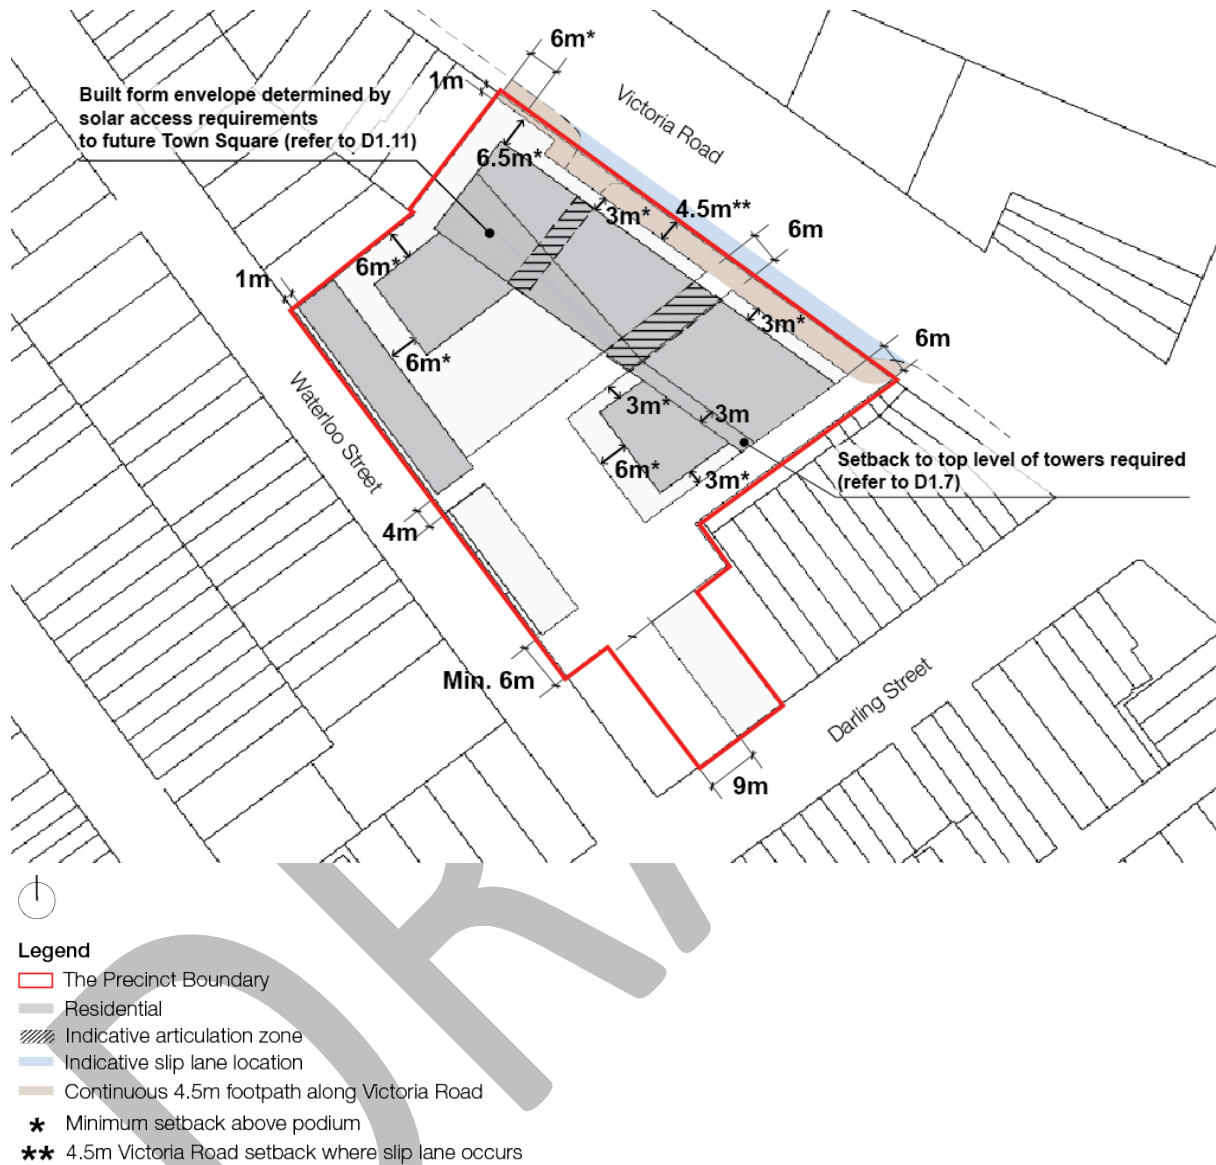 6m*
1m
Victoria Road
Built form envelope determined by
solar access requirements
to future Town Square (refer to D1.11)
6.5m*
3m*
4.5m**
6m
6m*
1m
3m*
6m
6m*
3m*
3m
Waterloo Street
6m*
3m*
Setback to top level of towers required
(refer to D1.7)
4m
Min. 6m
Darling Street
9m
DRA
Legend
The Precinct Boundary
Residential
Indicative articulation zone
Indicative slip lane location
Continuous 4.5m footpath along Victoria Road
* Minimum setback above podium
** 4.5m Victoria Road setback where slip lane occurs